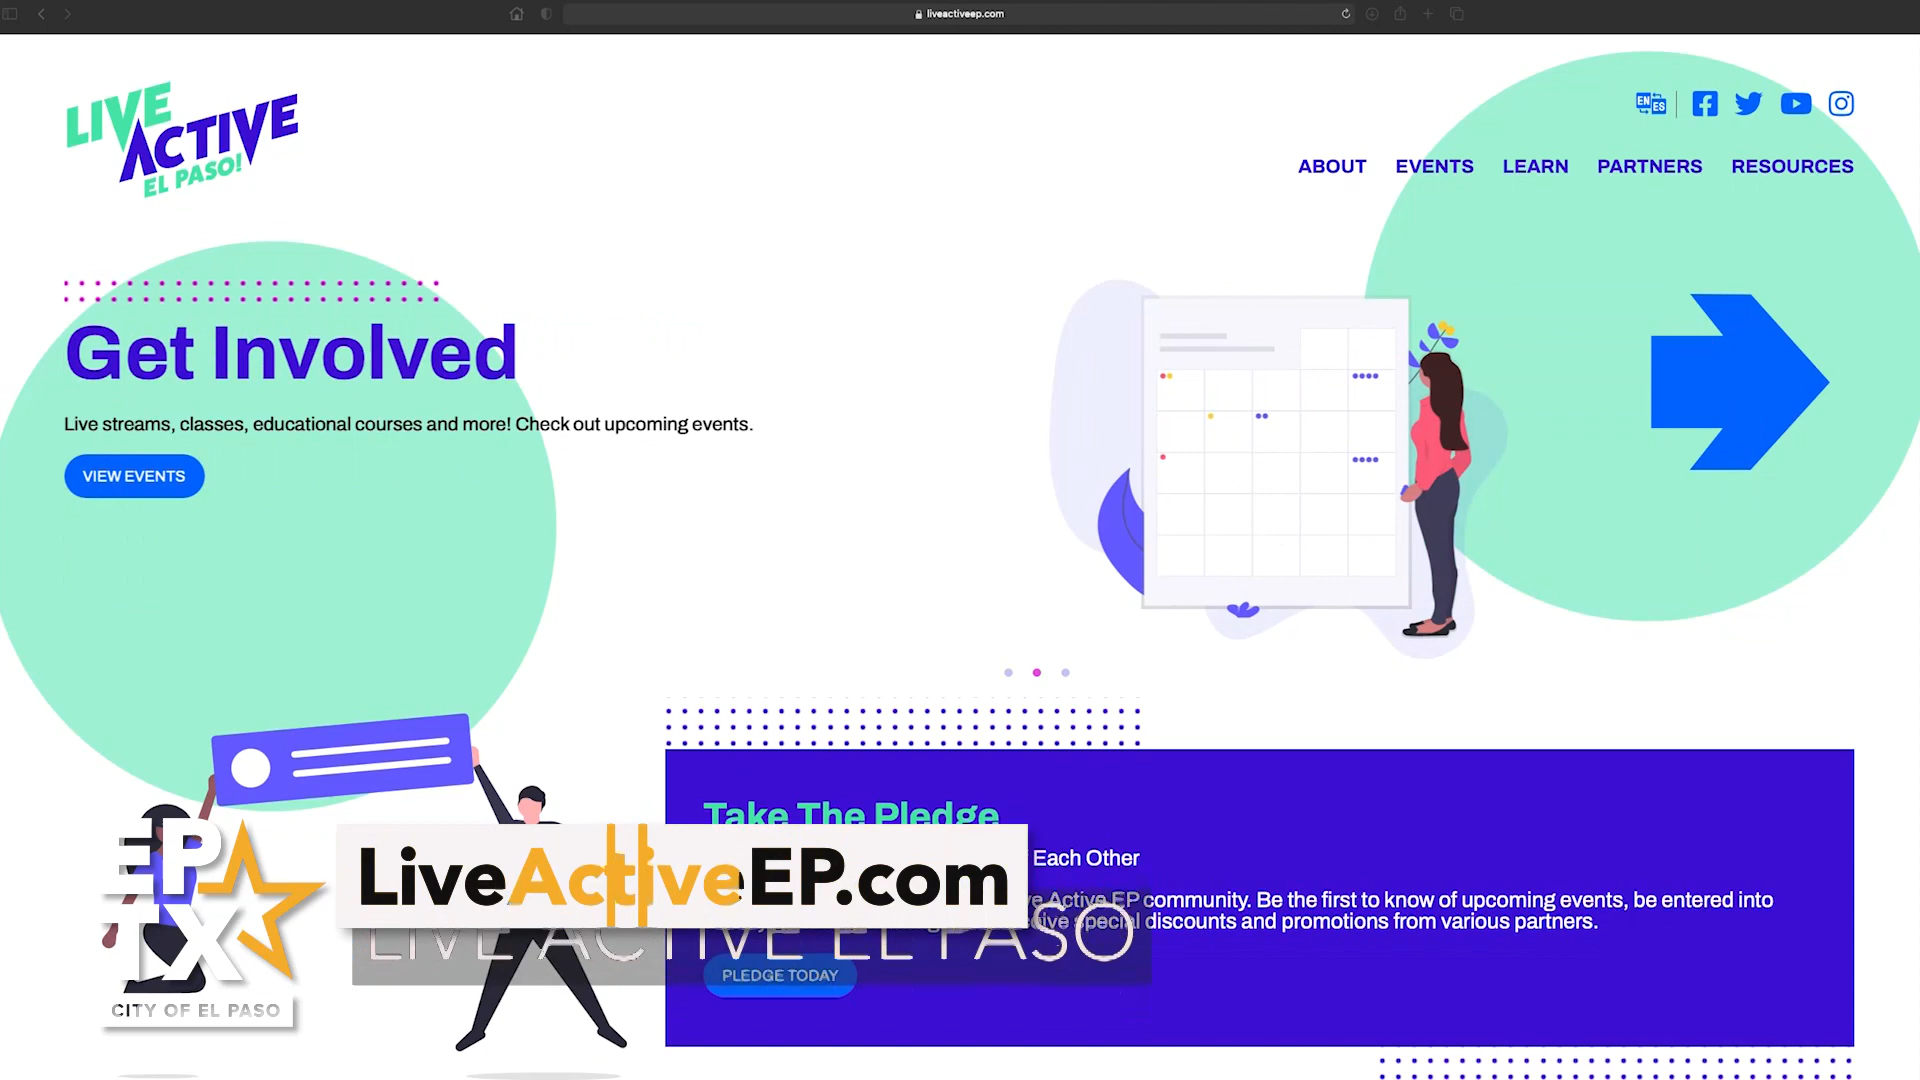 liveactiveep.com
LIVE
ACTIVE
EL PASO!
EN
ES
ABOUT EVENTS LEARN PARTNERS RESOURCES
Get Involved
Live streams, classes, educational courses and more! Check out upcoming events.
VIEW EVENTS
Take The Pledge
Each Other
Active EP community. Be the first to know of upcoming events, be entered into
special discounts and promotions from various partners.
PLEDGE TODAY
LiveActiveEP.com
LIVE ACTIVE EL PASO
EP
TX
CITY OF EL PASO